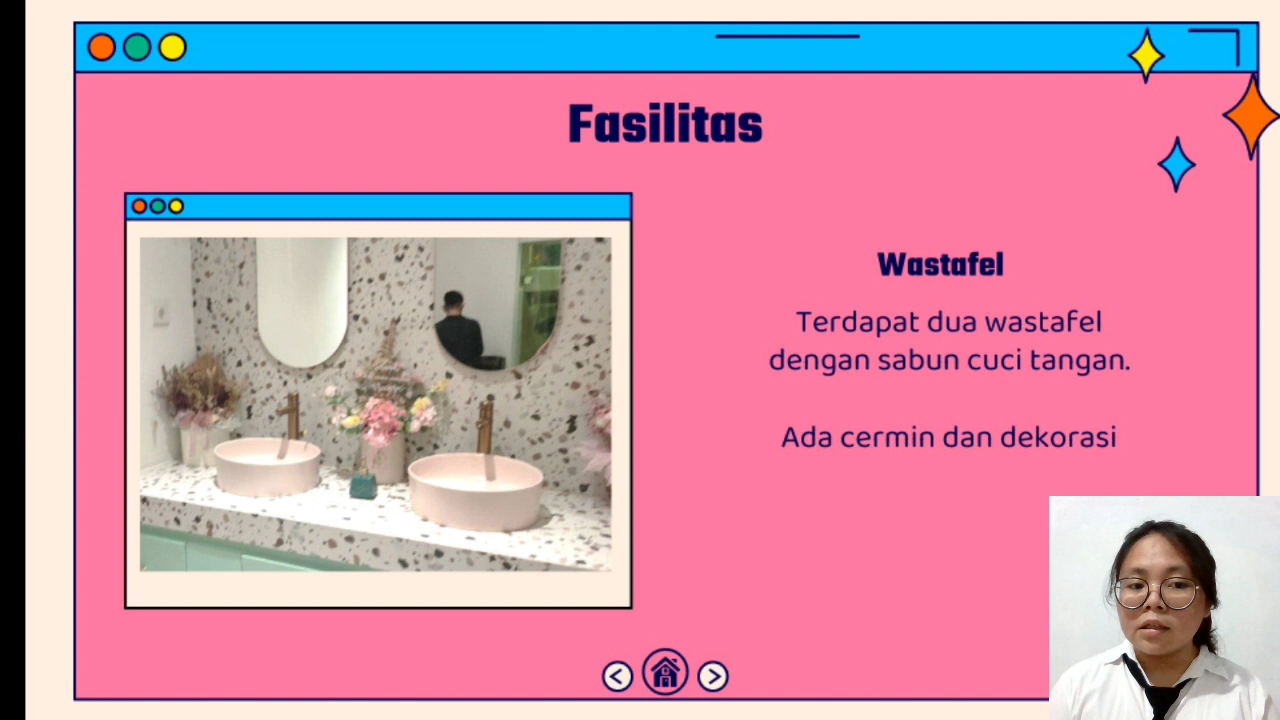 Fasilitas
Wastafel
Terdapat dua wastafel
dengan sabun cuci tangan.
Ada cermin dan dekorasi